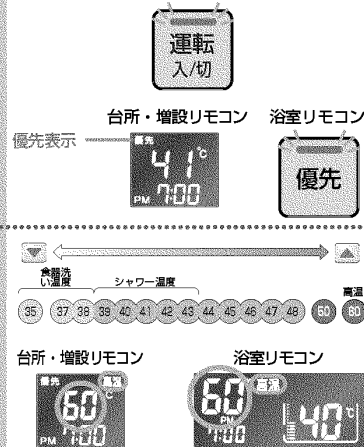 運転
入/切
台所・増設リモコン 浴室リモコン
優先表示
優先
41℃
PM 7:00
優先
食器洗い温度
シャワー温度
高温
35 37 38 39 40 41 42 43 44 45 46 47 48 60 60
台所・増設リモコン 浴室リモコン
優先 高温
60℃
PM 7:00
60 高温
PM 7:00
40℃